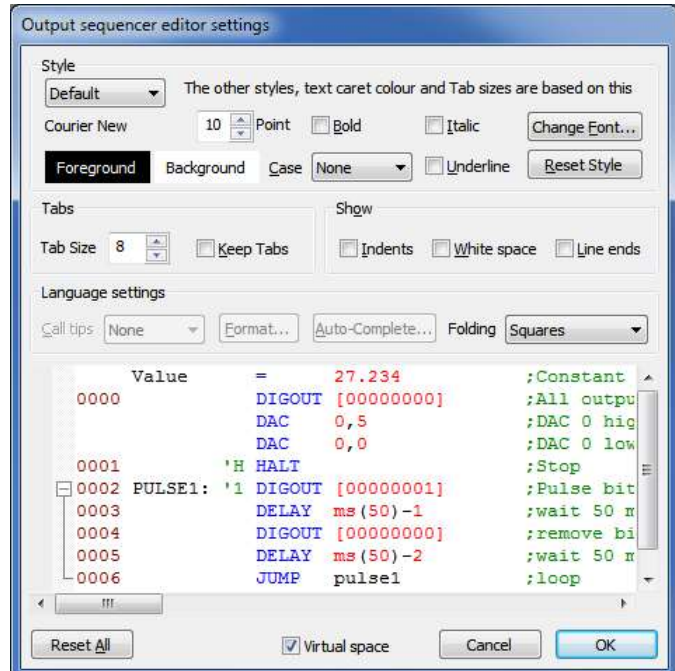 Output sequencer editor settings
Style
Default The other styles, text caret colour and Tab sizes are based on this
Courier New 10 Point Bold Italic Change Font...
Foreground Background Case None Underline Reset Style
Tabs Show
Tab Size 8 Keep Tabs Indents White space Line ends
Language settings
Call tips None Format... Auto-Complete... Folding Squares
Value = 27.234 ;Constant
0000 DIGOUT [00000000] ;All outpu
DAC 0,5 ;DAC 0 hig
DAC 0,0 ;DAC 0 low
0001 'H HALT ;Stop
0002 PULSE1: '1 DIGOUT [00000001] ;Pulse bit
0003 DELAY ms(50)-1 ;wait 50 m
0004 DIGOUT [00000000] ;remove bi
0005 DELAY ms(50)-2 ;wait 50 m
0006 JUMP pulse1 ;loop
Reset All Virtual space Cancel OK